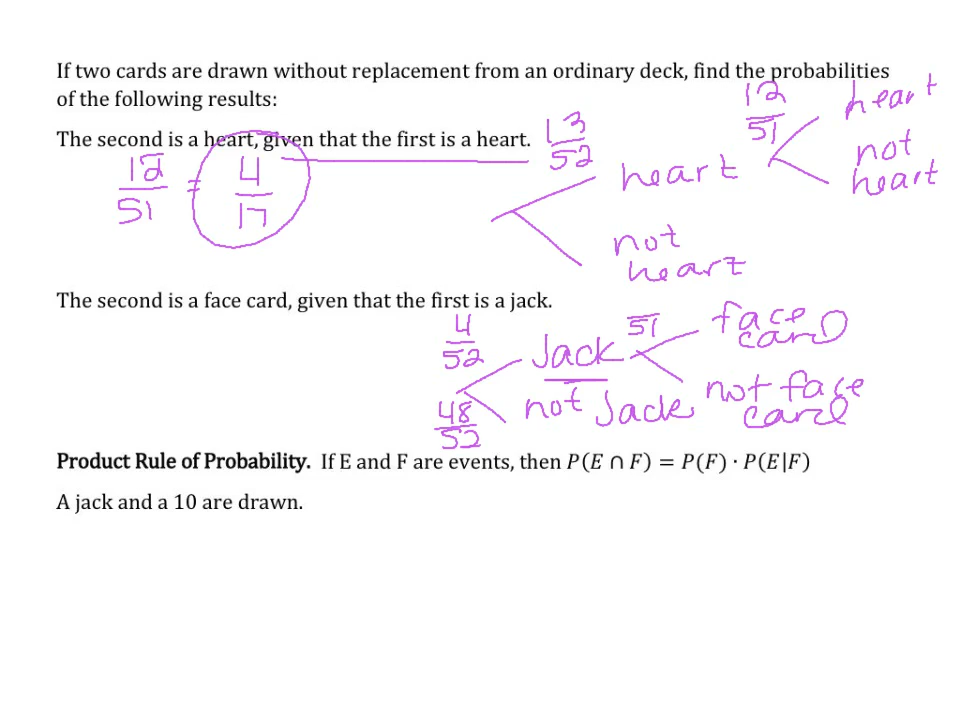 If two cards are drawn without replacement from an ordinary deck, find the probabilities
of the following results:
The second is a heart, given that the first is a heart.
12/51 = 4/17
13/52
heart
not
heart
12/51
heart
not
heart
The second is a face card, given that the first is a jack.
4/52
Jack
48/52
not Jack
51
face
card
not face
card
Product Rule of Probability. If E and F are events, then P(E ∩ F) = P(F) · P(E|F)
A jack and a 10 are drawn.